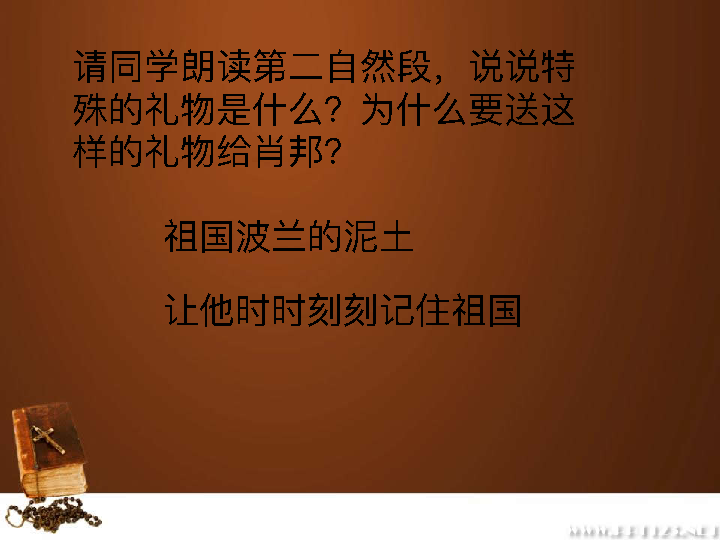 请同学朗读第二自然段，说说特
殊的礼物是什么？为什么要送这
样的礼物给肖邦？
祖国波兰的泥土
让他时时刻刻记住祖国